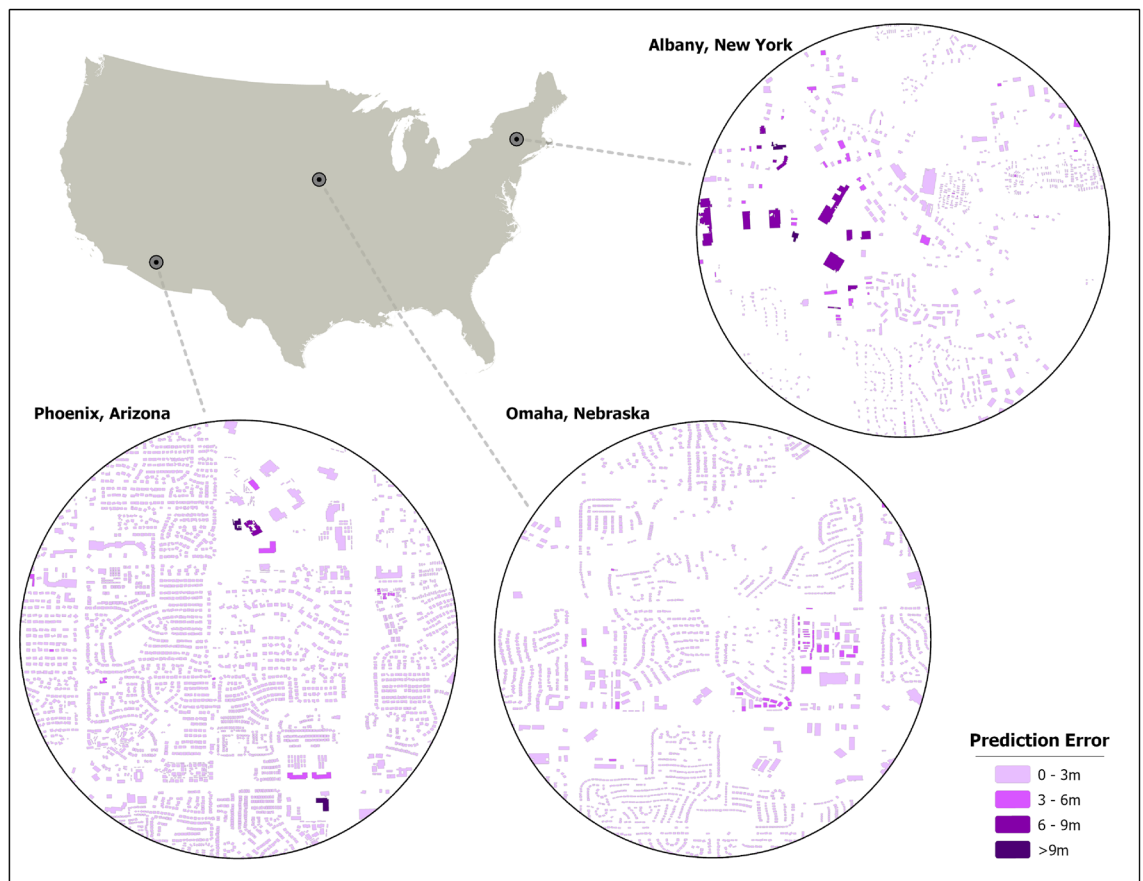 Albany, New York
Phoenix, Arizona
Omaha, Nebraska
Prediction Error
0 - 3m
3 - 6m
6 - 9m
>9m